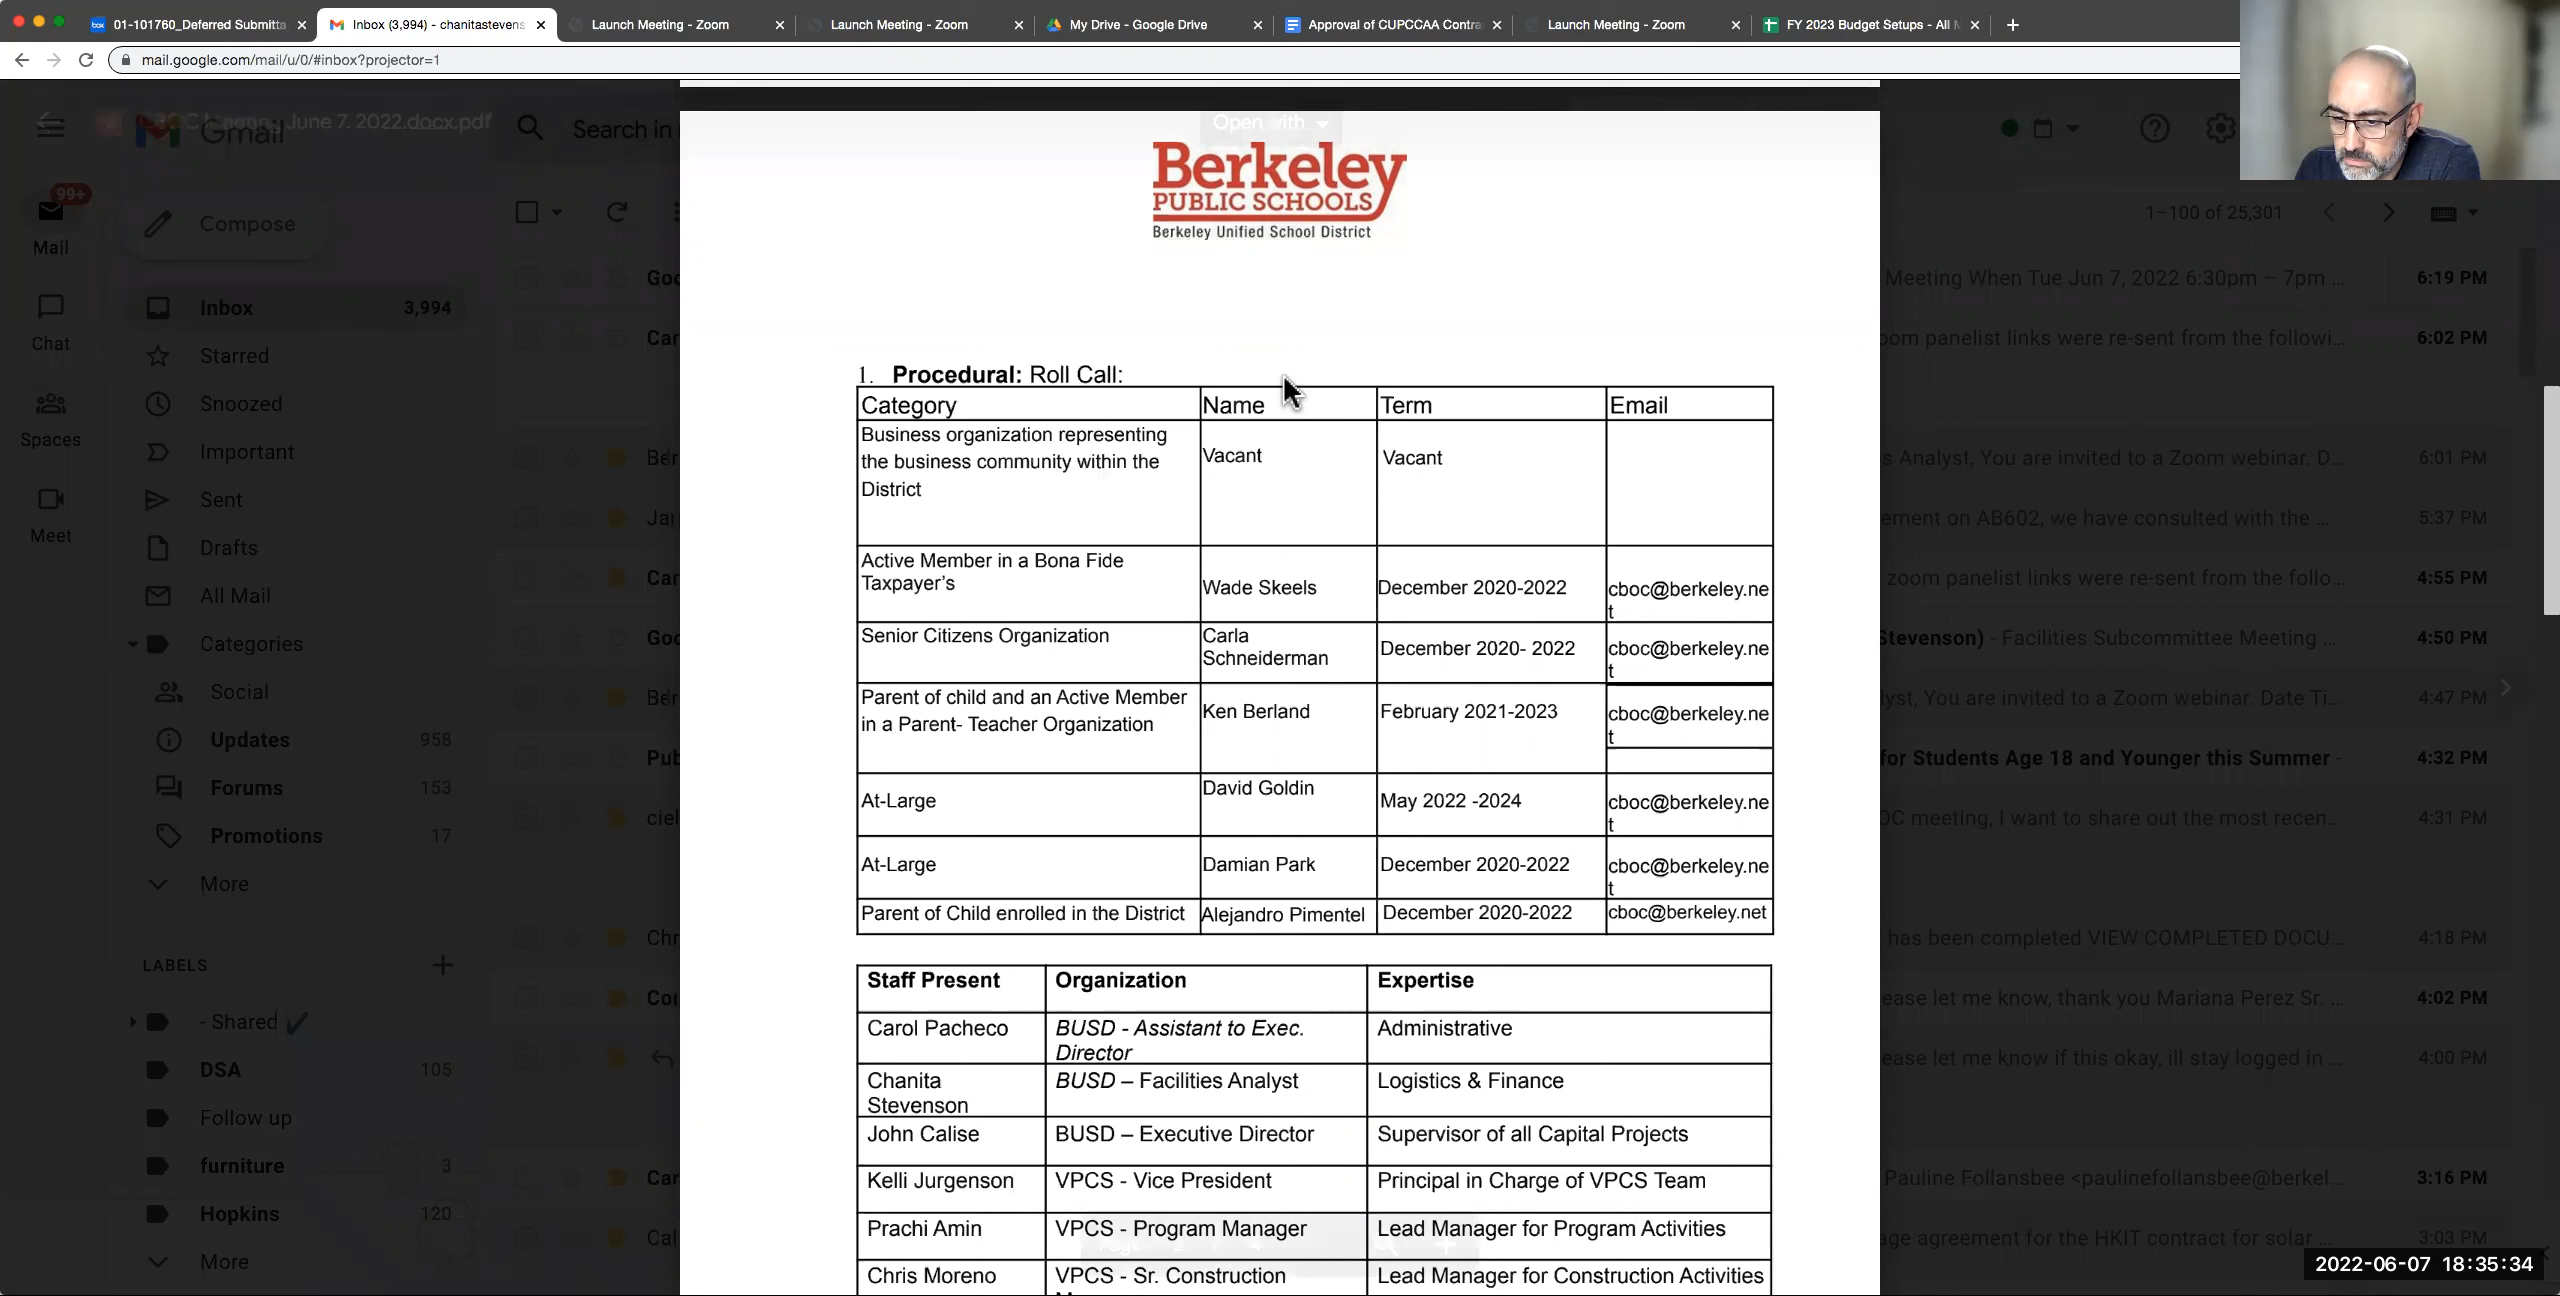 01-101760_Deferred Submitta
Inbox (3,994) - chanitastevens
Launch Meeting - Zoom
Launch Meeting - Zoom
My Drive - Google Drive
Approval of CUPCCAA Contra
Launch Meeting - Zoom
FY 2023 Budget Setups - All
mail.google.com/mail/u/0/#inbox?projector=1
Meeting June 7. 2022.docx.pdf
Gmail
Search in
Open with
99+
Mail
Chat
Spaces
Meet
Compose
1–100 of 25,301
Inbox 3,994
Starred
Snoozed
Important
Sent
Drafts
All Mail
Categories
Social
Updates 958
Forums 153
Promotions 17
More
LABELS
- Shared
DSA 105
Follow up
furniture 3
Hopkins 120
More
Berkeley
PUBLIC SCHOOLS
Berkeley Unified School District
1. Procedural: Roll Call:
Category Name Term Email
Business organization representing
the business community within the
District
Vacant
Vacant
Active Member in a Bona Fide
Taxpayer's
Wade Skeels
December 2020-2022
cboc@berkeley.ne
t
Senior Citizens Organization
Carla
Schneiderman
December 2020- 2022
cboc@berkeley.ne
t
Parent of child and an Active Member
in a Parent- Teacher Organization
Ken Berland
February 2021-2023
cboc@berkeley.ne
t
At-Large
David Goldin
May 2022 -2024
cboc@berkeley.ne
t
At-Large
Damian Park
December 2020-2022
cboc@berkeley.ne
t
Parent of Child enrolled in the District
Alejandro Pimentel
December 2020-2022
cboc@berkeley.net
Staff Present Organization Expertise
Carol Pacheco
BUSD - Assistant to Exec.
Director
Administrative
Chanita
Stevenson
BUSD – Facilities Analyst
Logistics & Finance
John Calise
BUSD – Executive Director
Supervisor of all Capital Projects
Kelli Jurgenson
VPCS - Vice President
Principal in Charge of VPCS Team
Prachi Amin
VPCS - Program Manager
Lead Manager for Program Activities
Chris Moreno
VPCS - Sr. Construction
Lead Manager for Construction Activities
Meeting When Tue Jun 7, 2022 6:30pm – 7pm ... 6:19 PM
oom panelist links were re-sent from the followi... 6:02 PM
s Analyst, You are invited to a Zoom webinar. D... 6:01 PM
ement on AB602, we have consulted with the ... 5:37 PM
zoom panelist links were re-sent from the follo... 4:55 PM
Stevenson) - Facilities Subcommittee Meeting ... 4:50 PM
lyst, You are invited to a Zoom webinar. Date Ti... 4:47 PM
for Students Age 18 and Younger this Summer - 4:32 PM
OC meeting, I want to share out the most recen... 4:31 PM
has been completed VIEW COMPLETED DOCU... 4:18 PM
ease let me know, thank you Mariana Perez Sr. ... 4:02 PM
ease let me know if this okay, ill stay logged in ... 4:00 PM
Pauline Follansbee <paulinefollansbee@berkel... 3:16 PM
age agreement for the HKIT contract for solar ... 3:03 PM
2022-06-07 18:35:34